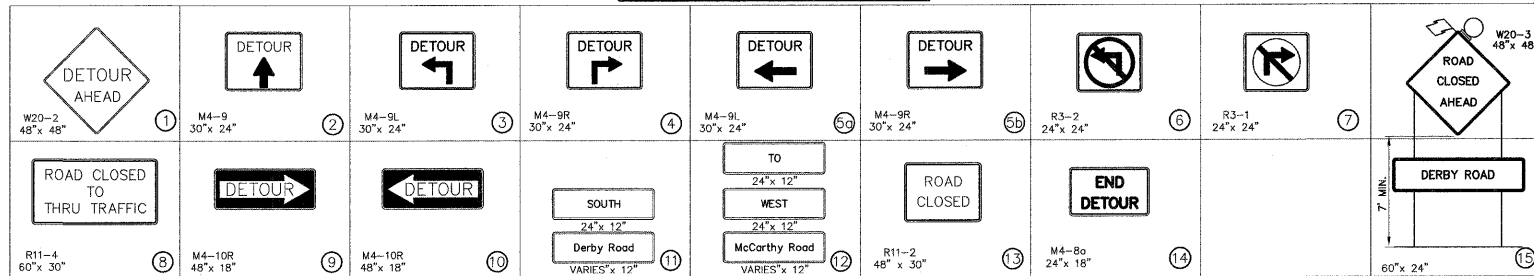 DETOUR
AHEAD
W20-2
48"x 48"
1
DETOUR
M4-9
30"x 24"
2
DETOUR
M4-9L
30"x 24"
3
DETOUR
M4-9R
30"x 24"
4
DETOUR
M4-9L
30"x 24"
5a
DETOUR
M4-9R
30"x 24"
5b
R3-2
24"x 24"
6
R3-1
24"x 24"
7
W20-3
48"x 48"
ROAD
CLOSED
AHEAD
7' MIN.
DERBY ROAD
60"x 24"
15
ROAD CLOSED
TO
THRU TRAFFIC
R11-4
60"x 30"
8
DETOUR
M4-10R
48"x 18"
9
DETOUR
M4-10R
48"x 18"
10
SOUTH
24"x 12"
Derby Road
VARIES"x 12"
11
TO
24"x 12"
WEST
24"x 12"
McCarthy Road
VARIES"x 12"
12
ROAD
CLOSED
R11-2
48" x 30"
13
END
DETOUR
M4-8a
24"x 18"
14